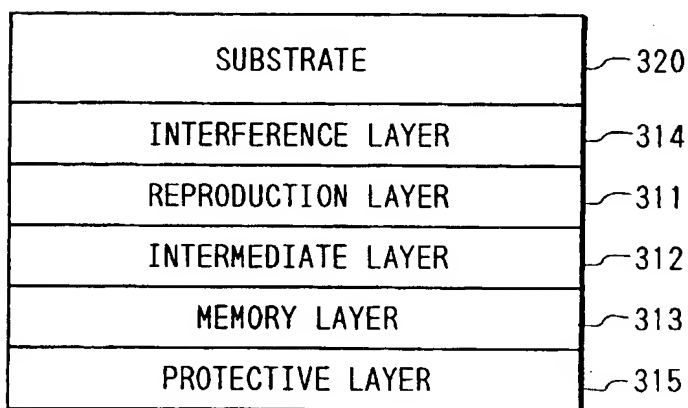 SUBSTRATE 320
INTERFERENCE LAYER 314
REPRODUCTION LAYER 311
INTERMEDIATE LAYER 312
MEMORY LAYER 313
PROTECTIVE LAYER 315